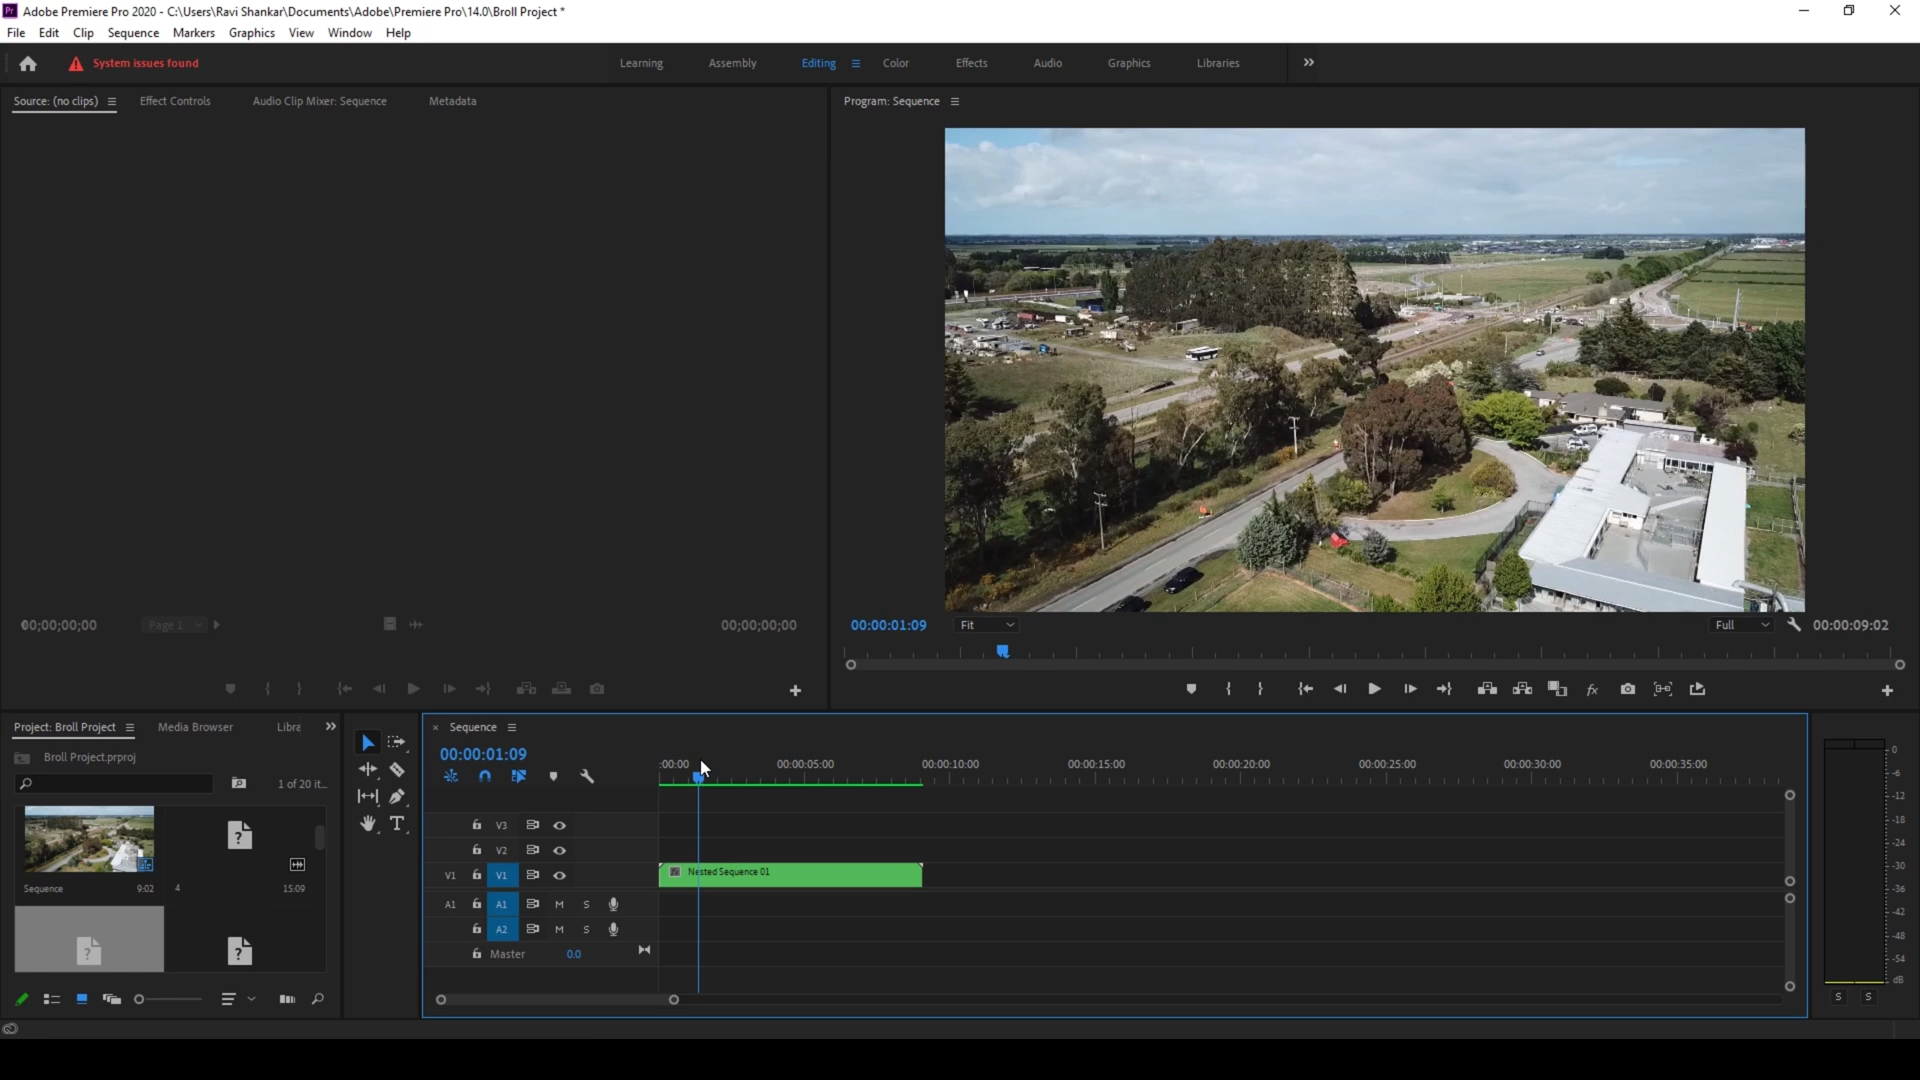 Pr Adobe Premiere Pro 2020 - C:\Users\Ravi Shankar\Documents\Adobe\Premiere Pro\14.0\Broll Project *
File Edit Clip Sequence Markers Graphics View Window Help
System issues found
Learning Assembly Editing Color Effects Audio Graphics Libraries
Source: (no clips) Effect Controls Audio Clip Mixer: Sequence Metadata
Program: Sequence
00;00;00;00 Page 1 00;00;00;00
00:00:01:09 Fit Full 00:00:09:02
Project: Broll Project Media Browser Libra
Broll Project.prproj
1 of 20 it...
Sequence 9:02
4 15:09
Sequence
00:00:01:09
:00:00 00:00:05:00 00:00:10:00 00:00:15:00 00:00:20:00 00:00:25:00 00:00:30:00 00:00:35:00
V3
V2
V1 V1 Nested Sequence 01
A1 A1 M S
A2 M S
Master 0.0
0
-6
-12
-18
-24
-30
-36
-42
-48
-54
dB
S S